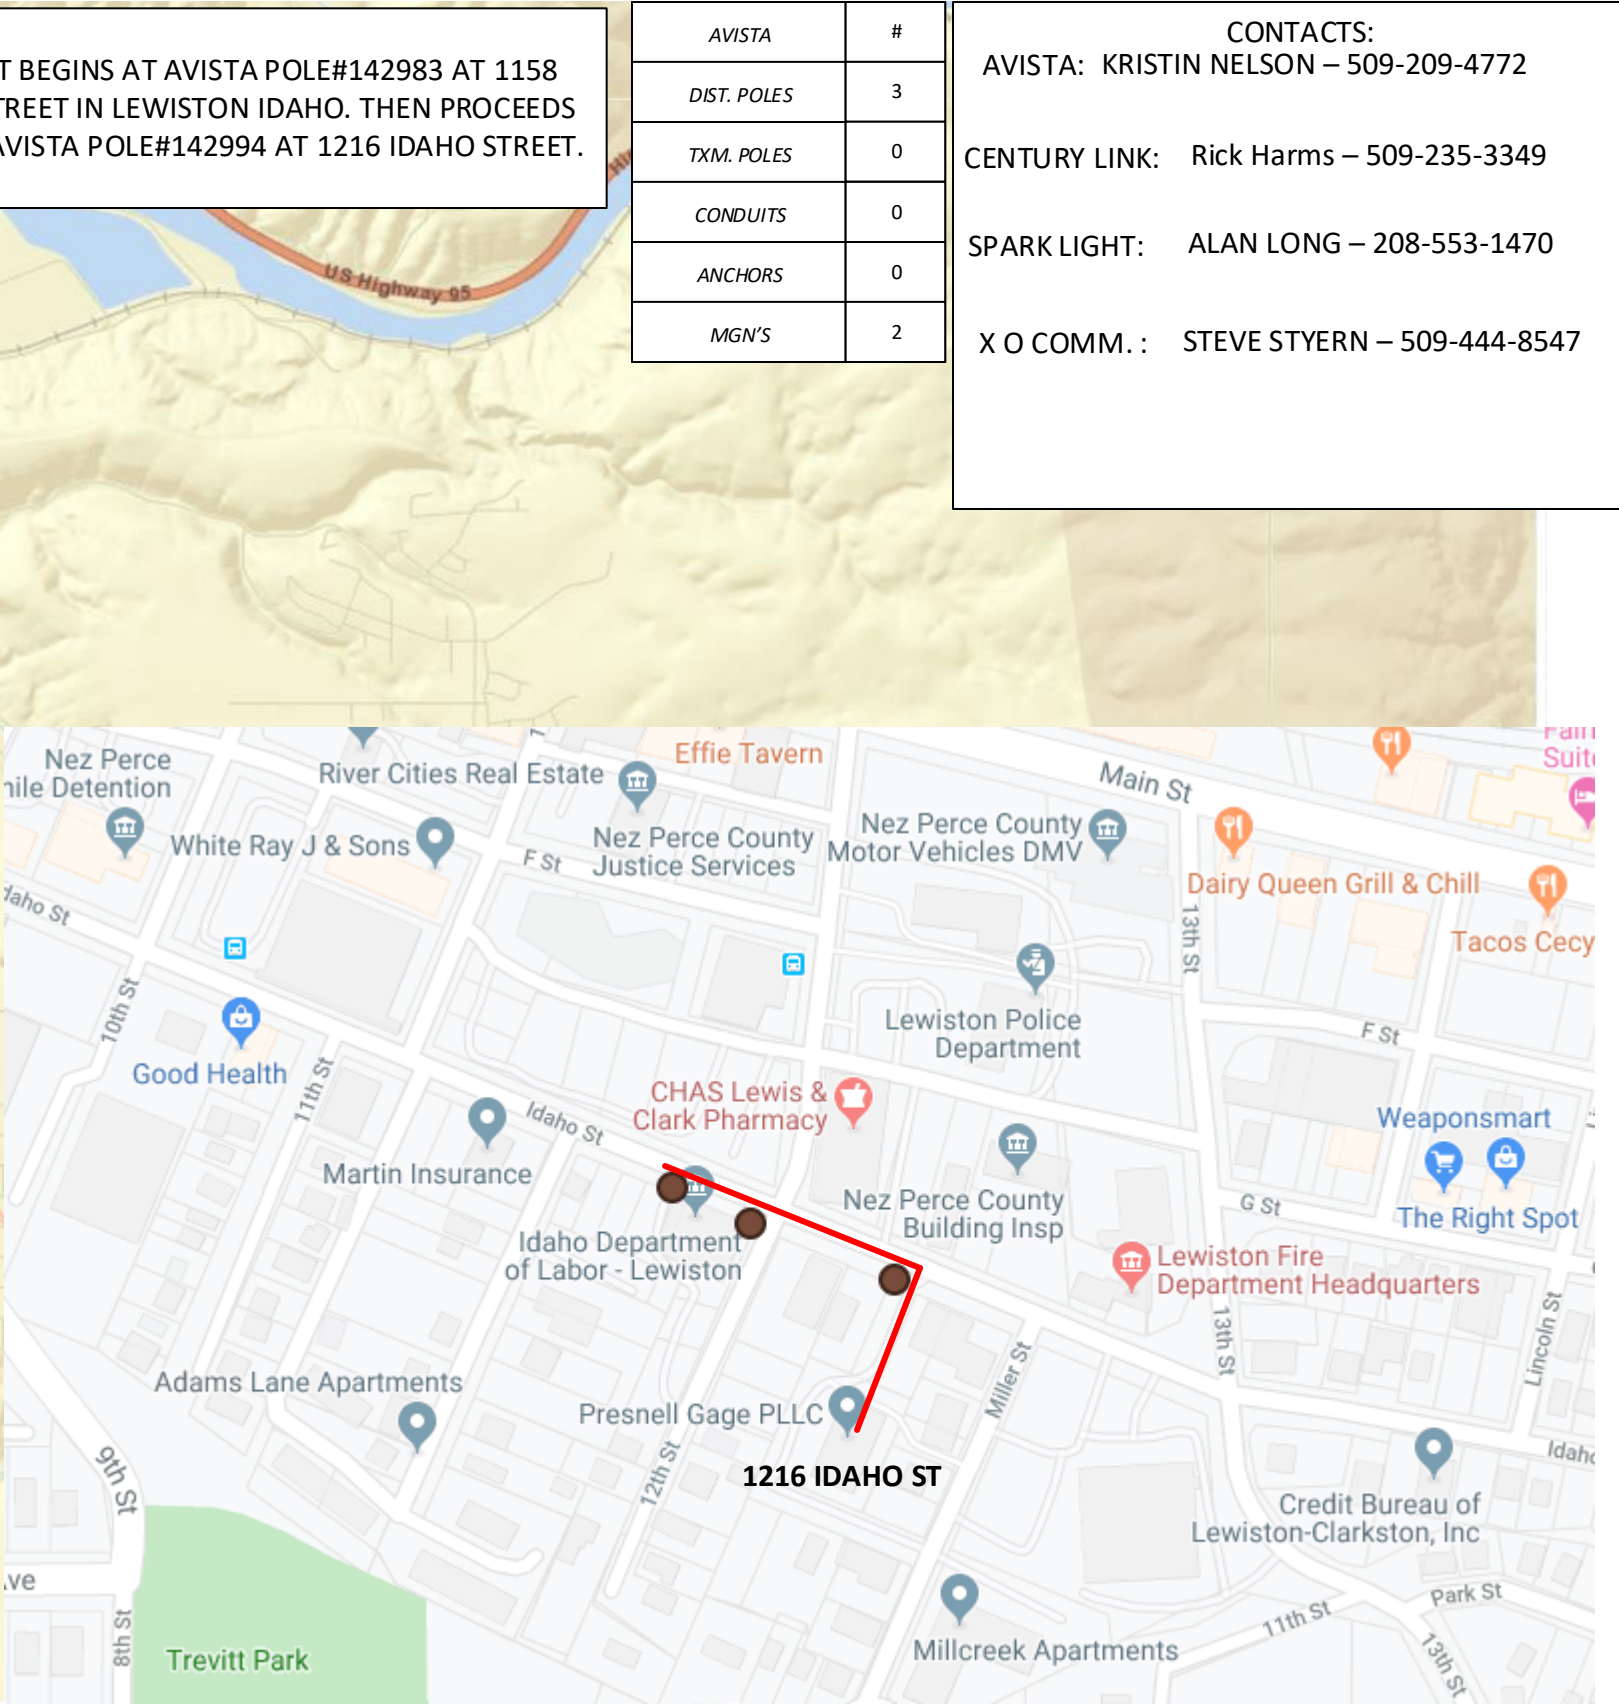 T BEGINS AT AVISTA POLE#142983 AT 1158
TREET IN LEWISTON IDAHO. THEN PROCEEDS
AVISTA POLE#142994 AT 1216 IDAHO STREET.
AVISTA #
DIST. POLES 3
TXM. POLES 0
CONDUITS 0
ANCHORS 0
MGN'S 2
CONTACTS:
AVISTA: KRISTIN NELSON – 509-209-4772
CENTURY LINK: Rick Harms – 509-235-3349
SPARK LIGHT: ALAN LONG – 208-553-1470
X O COMM. : STEVE STYERN – 509-444-8547
US Highway 95
Nez Perce
nile Detention
River Cities Real Estate
Effie Tavern
Main St
Fairf
Suite
White Ray J & Sons
F St
Nez Perce County
Justice Services
Nez Perce County
Motor Vehicles DMV
Dairy Queen Grill & Chill
Tacos Cecy
daho St
13th St
10th St
Good Health
11th St
Lewiston Police
Department
F St
CHAS Lewis &
Clark Pharmacy
Idaho St
Martin Insurance
Weaponsmart
Nez Perce County
Building Insp
G St
The Right Spot
Idaho Department
of Labor - Lewiston
Lewiston Fire
Department Headquarters
13th St
Lincoln St
Miller St
Adams Lane Apartments
Presnell Gage PLLC
9th St
12th St
1216 IDAHO ST
Idaho
Credit Bureau of
Lewiston-Clarkston, Inc
Ave
8th St
Park St
11th St
13th St
Trevitt Park
Millcreek Apartments